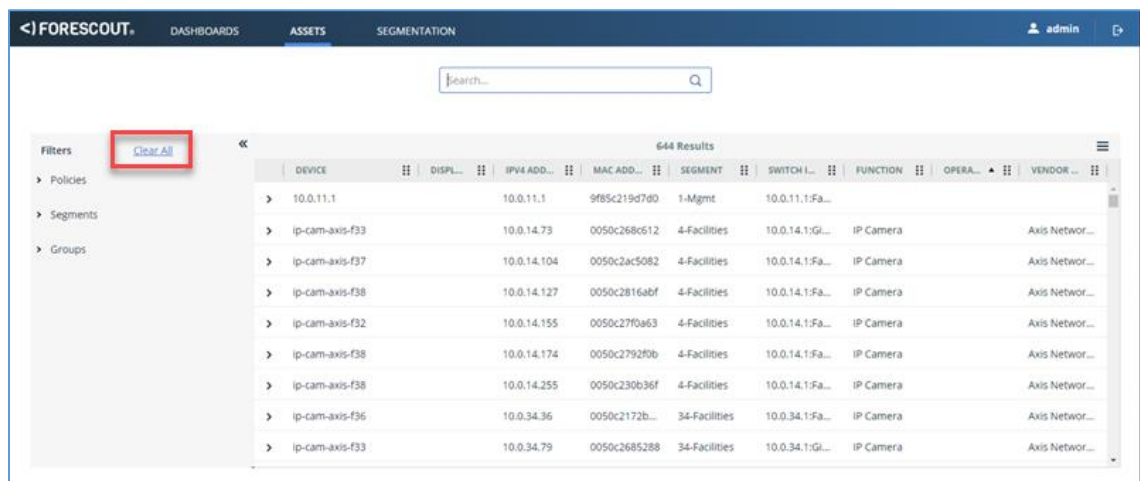 <) FORESCOUT. DASHBOARDS ASSETS SEGMENTATION admin
Search...
Filters Clear All « 644 Results
DEVICE DISPL... IPV4 ADD... MAC ADD... SEGMENT SWITCH I... FUNCTION OPERA... VENDOR ...
Policies
10.0.11.1 10.0.11.1 9f85c219d7d0 1-Mgmt 10.0.11.1:Fa...
Segments
ip-cam-axis-f33 10.0.14.73 0050c268c612 4-Facilities 10.0.14.1:Gi... IP Camera Axis Networ...
Groups
ip-cam-axis-f37 10.0.14.104 0050c2ac5082 4-Facilities 10.0.14.1:Fa... IP Camera Axis Networ...
ip-cam-axis-f38 10.0.14.127 0050c2816abf 4-Facilities 10.0.14.1:Fa... IP Camera Axis Networ...
ip-cam-axis-f32 10.0.14.155 0050c27f0a63 4-Facilities 10.0.14.1:Fa... IP Camera Axis Networ...
ip-cam-axis-f38 10.0.14.174 0050c2792f0b 4-Facilities 10.0.14.1:Fa... IP Camera Axis Networ...
ip-cam-axis-f38 10.0.14.255 0050c230b36f 4-Facilities 10.0.14.1:Fa... IP Camera Axis Networ...
ip-cam-axis-f36 10.0.34.36 0050c2172b... 34-Facilities 10.0.34.1:Fa... IP Camera Axis Networ...
ip-cam-axis-f33 10.0.34.79 0050c2685288 34-Facilities 10.0.34.1:Gi... IP Camera Axis Networ...